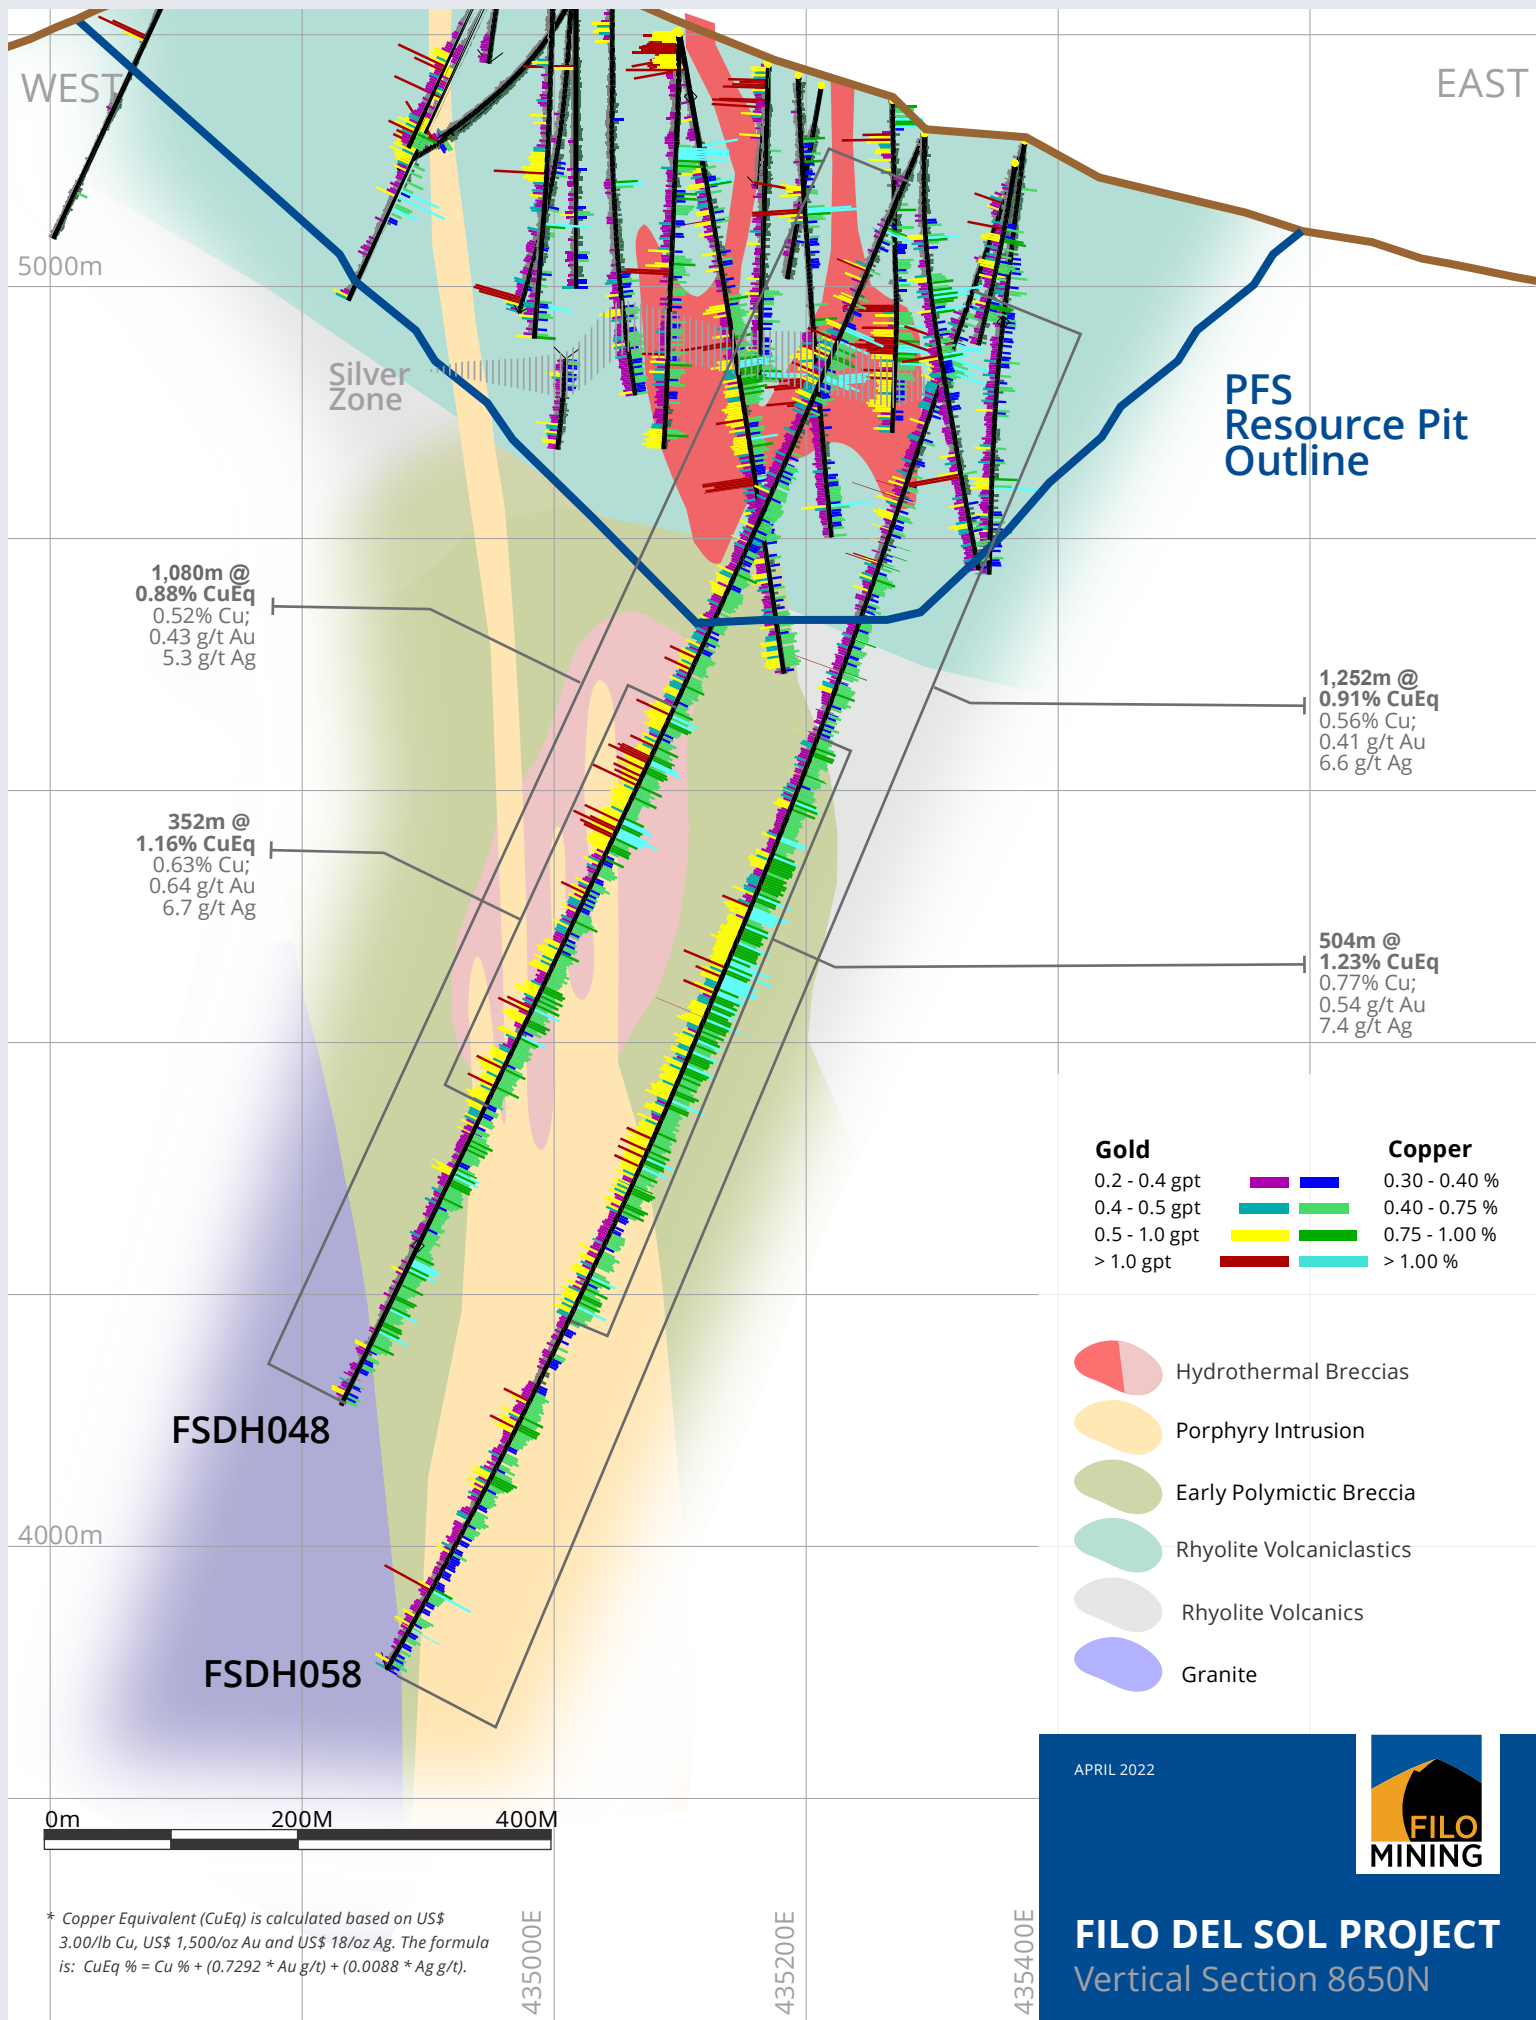 WEST
EAST
5000m
Silver
Zone
PFS
Resource Pit
Outline
1,080m @
0.88% CuEq
0.52% Cu;
0.43 g/t Au
5.3 g/t Ag
1,252m @
0.91% CuEq
0.56% Cu;
0.41 g/t Au
6.6 g/t Ag
352m @
1.16% CuEq
0.63% Cu;
0.64 g/t Au
6.7 g/t Ag
504m @
1.23% CuEq
0.77% Cu;
0.54 g/t Au
7.4 g/t Ag
Gold Copper
0.2 - 0.4 gpt 0.30 - 0.40 %
0.4 - 0.5 gpt 0.40 - 0.75 %
0.5 - 1.0 gpt 0.75 - 1.00 %
> 1.0 gpt > 1.00 %
Hydrothermal Breccias
Porphyry Intrusion
Early Polymictic Breccia
Rhyolite Volcaniclastics
Rhyolite Volcanics
Granite
FSDH048
4000m
FSDH058
0m 200M 400M
* Copper Equivalent (CuEq) is calculated based on US$
3.00/lb Cu, US$ 1,500/oz Au and US$ 18/oz Ag. The formula
is: CuEq % = Cu % + (0.7292 * Au g/t) + (0.0088 * Ag g/t).
435000E
435200E
435400E
APRIL 2022
FILO
MINING
FILO DEL SOL PROJECT
Vertical Section 8650N